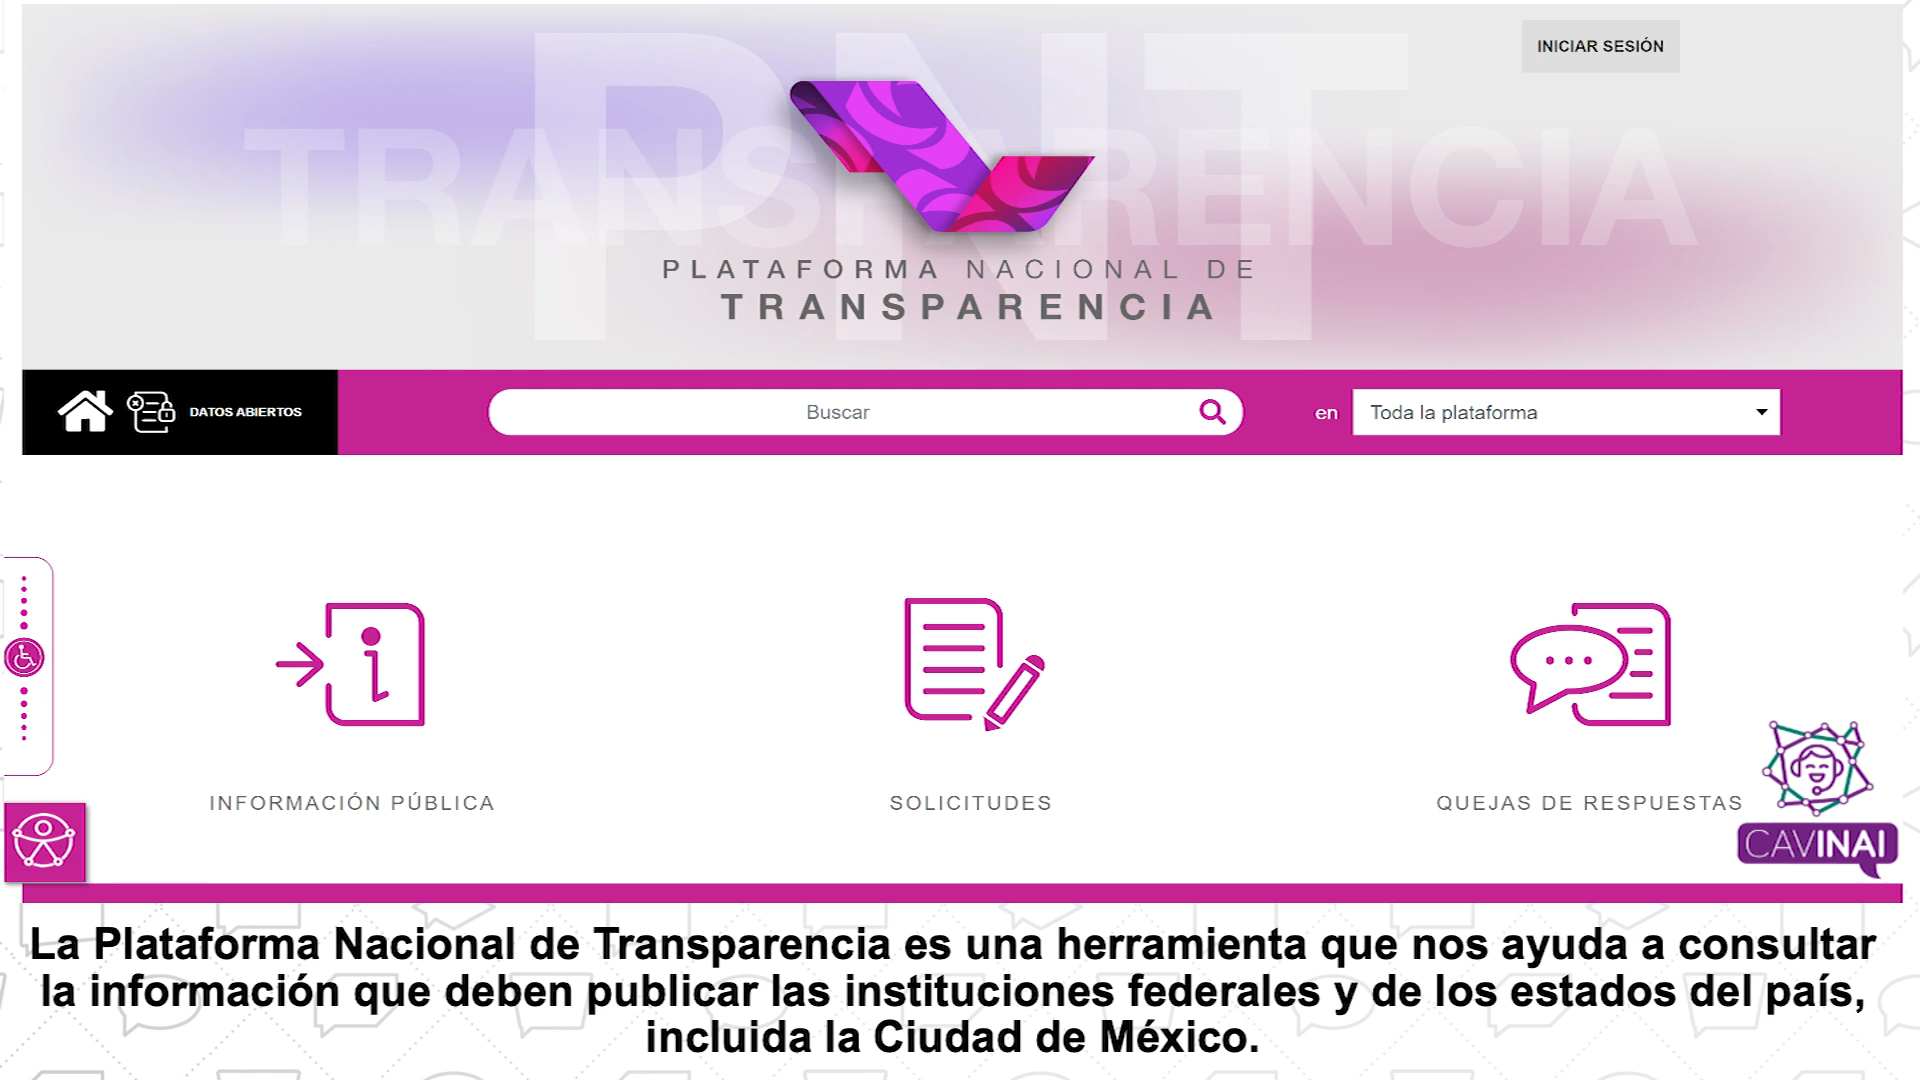 PNT
TRANSPARENCIA
INICIAR SESIÓN
PLATAFORMA NACIONAL DE
TRANSPARENCIA
DATOS ABIERTOS
Buscar
en
Toda la plataforma
INFORMACIÓN PÚBLICA
SOLICITUDES
QUEJAS DE RESPUESTAS
CAVINAI
La Plataforma Nacional de Transparencia es una herramienta que nos ayuda a consultar
la información que deben publicar las instituciones federales y de los estados del país,
incluida la Ciudad de México.